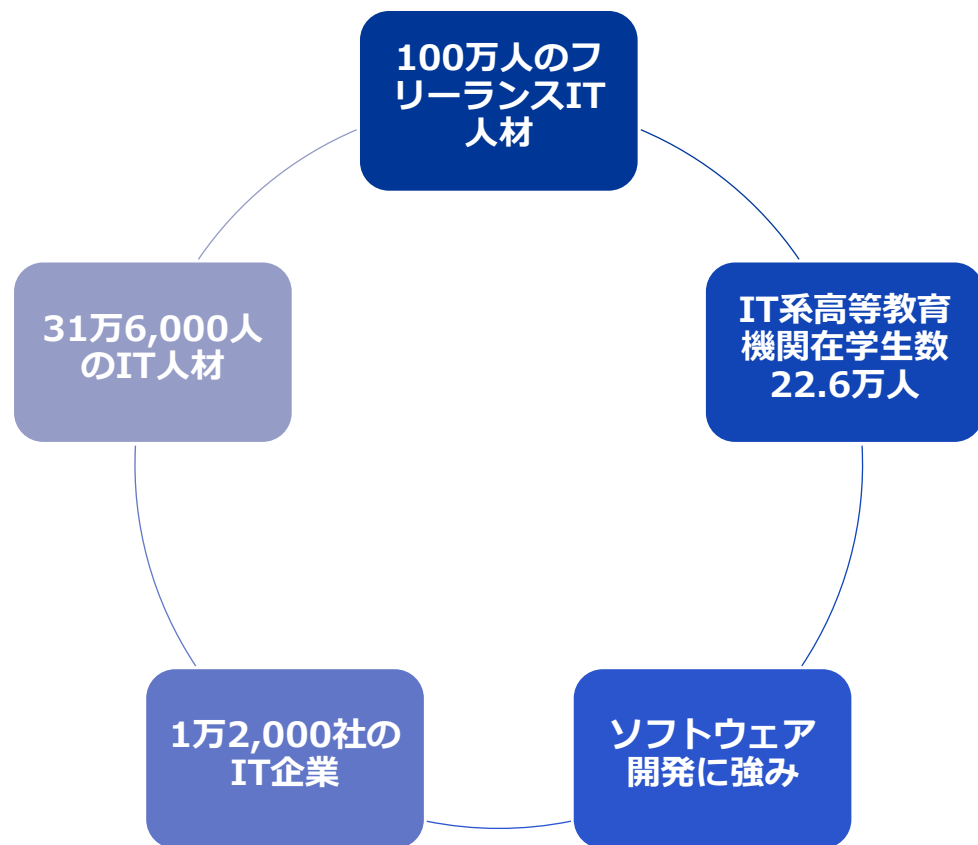 100万人のフ
リーランスIT
人材
IT系高等教育
機関在学生数
22.6万人
ソフトウェア
開発に強み
1万2,000社の
IT企業
31万6,000人
のIT人材